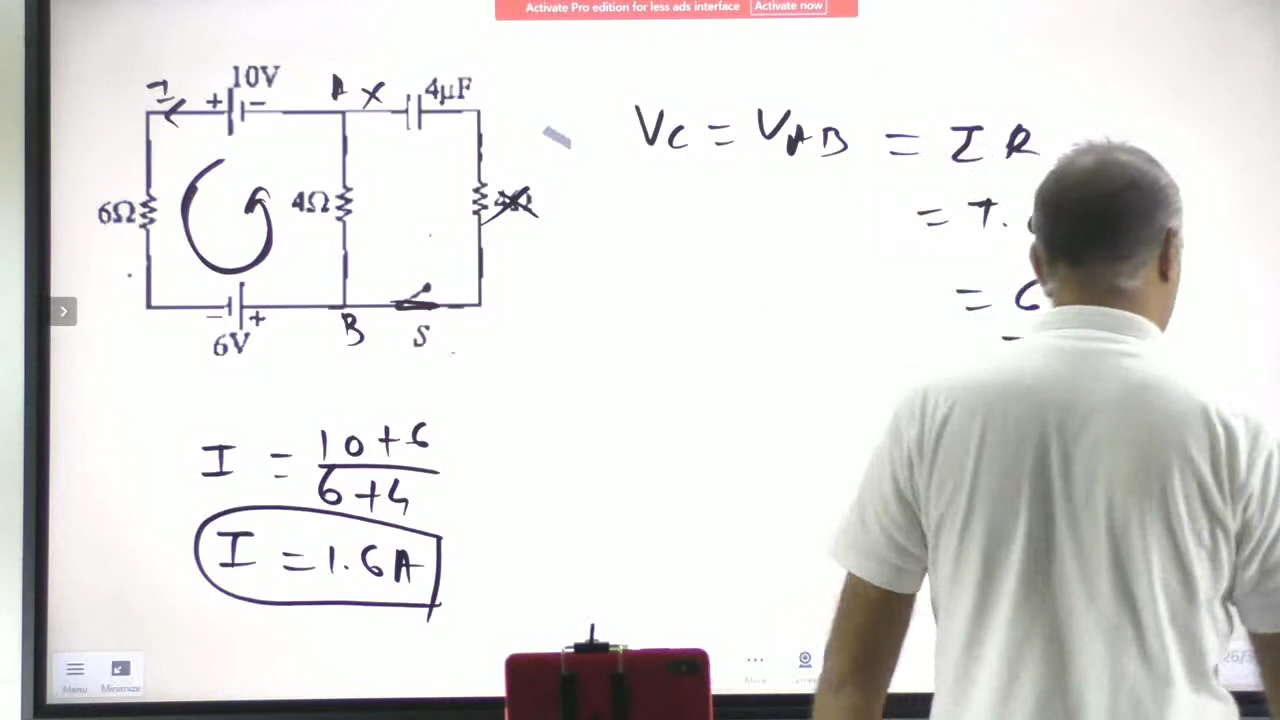 Activate Pro edition for less ads interface Activate now
I + 10V − A × 4μF
6Ω 4Ω
− 6V + B S
VC = VAB = I R
=
=
I = 10+6
6+4
I = 1.6A
Menu Minimize